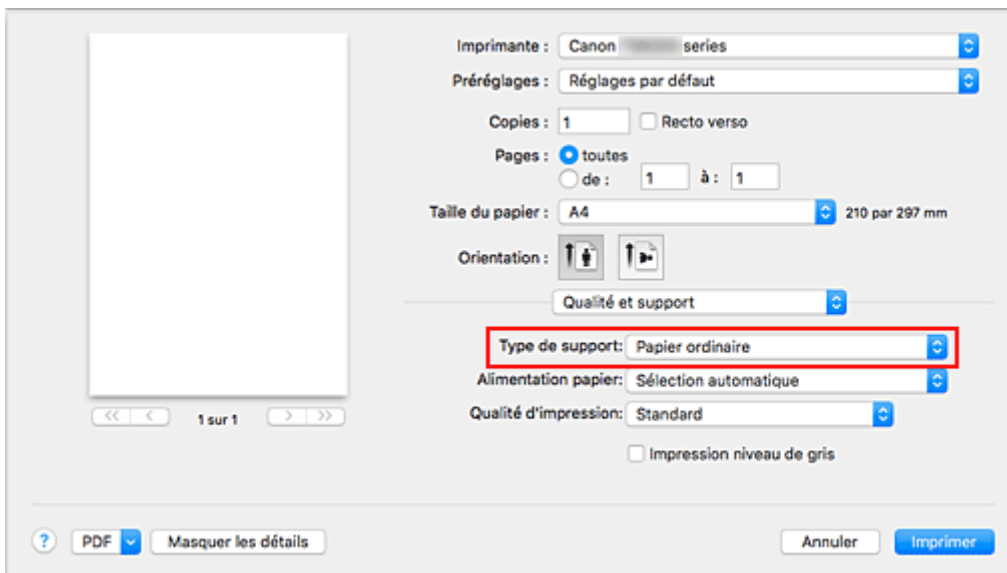 Imprimante : Canon series
Préréglages : Réglages par défaut
Copies : 1 Recto verso
Pages : toutes
de : 1 à : 1
Taille du papier : A4 210 par 297 mm
Orientation :
Qualité et support
Type de support: Papier ordinaire
Alimentation papier: Sélection automatique
Qualité d'impression: Standard
<< < 1 sur 1 > >>
Impression niveau de gris
? PDF Masquer les détails Annuler Imprimer